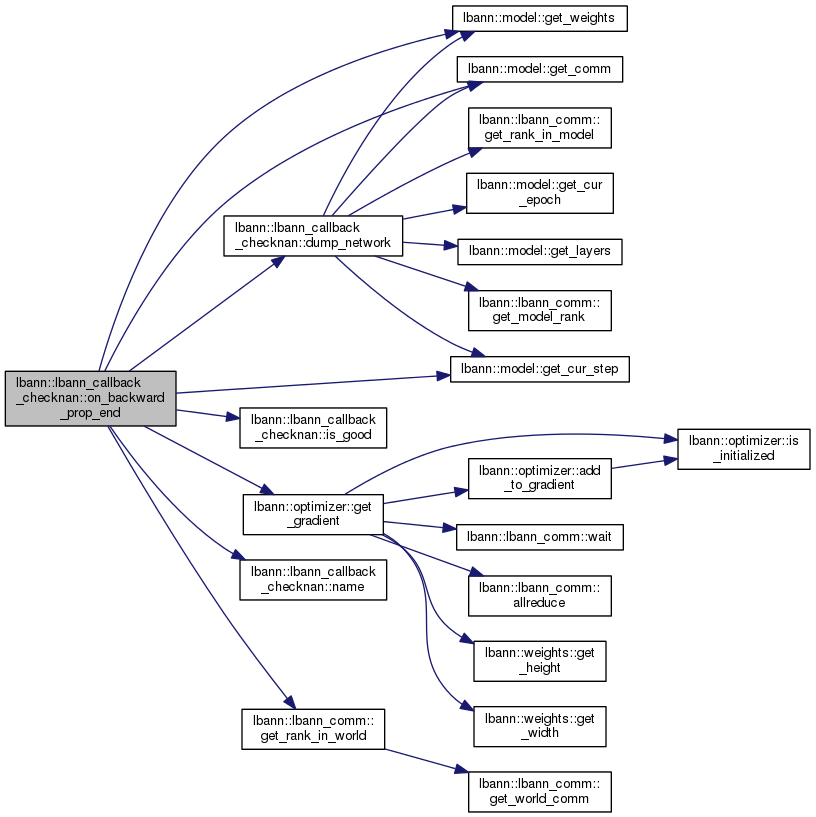 lbann::model::get_weights
lbann::model::get_comm
lbann::lbann_comm::
get_rank_in_model
lbann::model::get_cur
_epoch
lbann::lbann_callback
_checknan::dump_network
lbann::model::get_layers
lbann::lbann_comm::
get_model_rank
lbann::model::get_cur_step
lbann::lbann_callback
_checknan::on_backward
_prop_end
lbann::lbann_callback
_checknan::is_good
lbann::optimizer::is
_initialized
lbann::optimizer::add
_to_gradient
lbann::optimizer::get
_gradient
lbann::lbann_comm::wait
lbann::lbann_callback
_checknan::name
lbann::lbann_comm::
allreduce
lbann::weights::get
_height
lbann::weights::get
_width
lbann::lbann_comm::
get_rank_in_world
lbann::lbann_comm::
get_world_comm